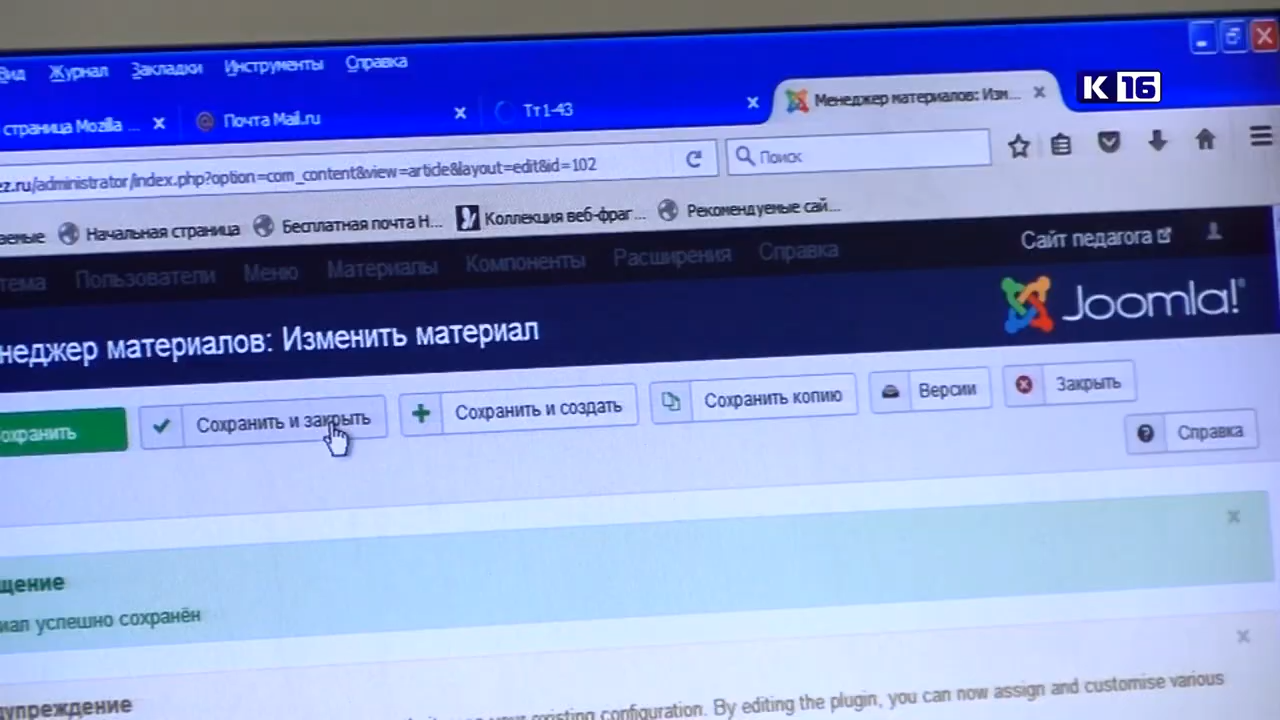 Вид Журнал Закладки Инструменты Справка
К 16
страница Mozilla ... Почта Mail.ru Тт1-43 Менеджер материалов: Изм...
ez.ru/administrator/index.php?option=com_content&view=article&layout=edit&id=102 Поиск
аемые Начальная страница Бесплатная почта H... Коллекция веб-фраг... Рекомендуемые сай...
тема Пользователи Меню Материалы Компоненты Расширения Справка Сайт педагога
неджер материалов: Изменить материал Joomla!®
охранить Сохранить и закрыть Сохранить и создать Сохранить копию Версии Закрыть
Справка
щение
иал успешно сохранён
дупреждение
your existing configuration. By editing the plugin, you can now assign and customise various